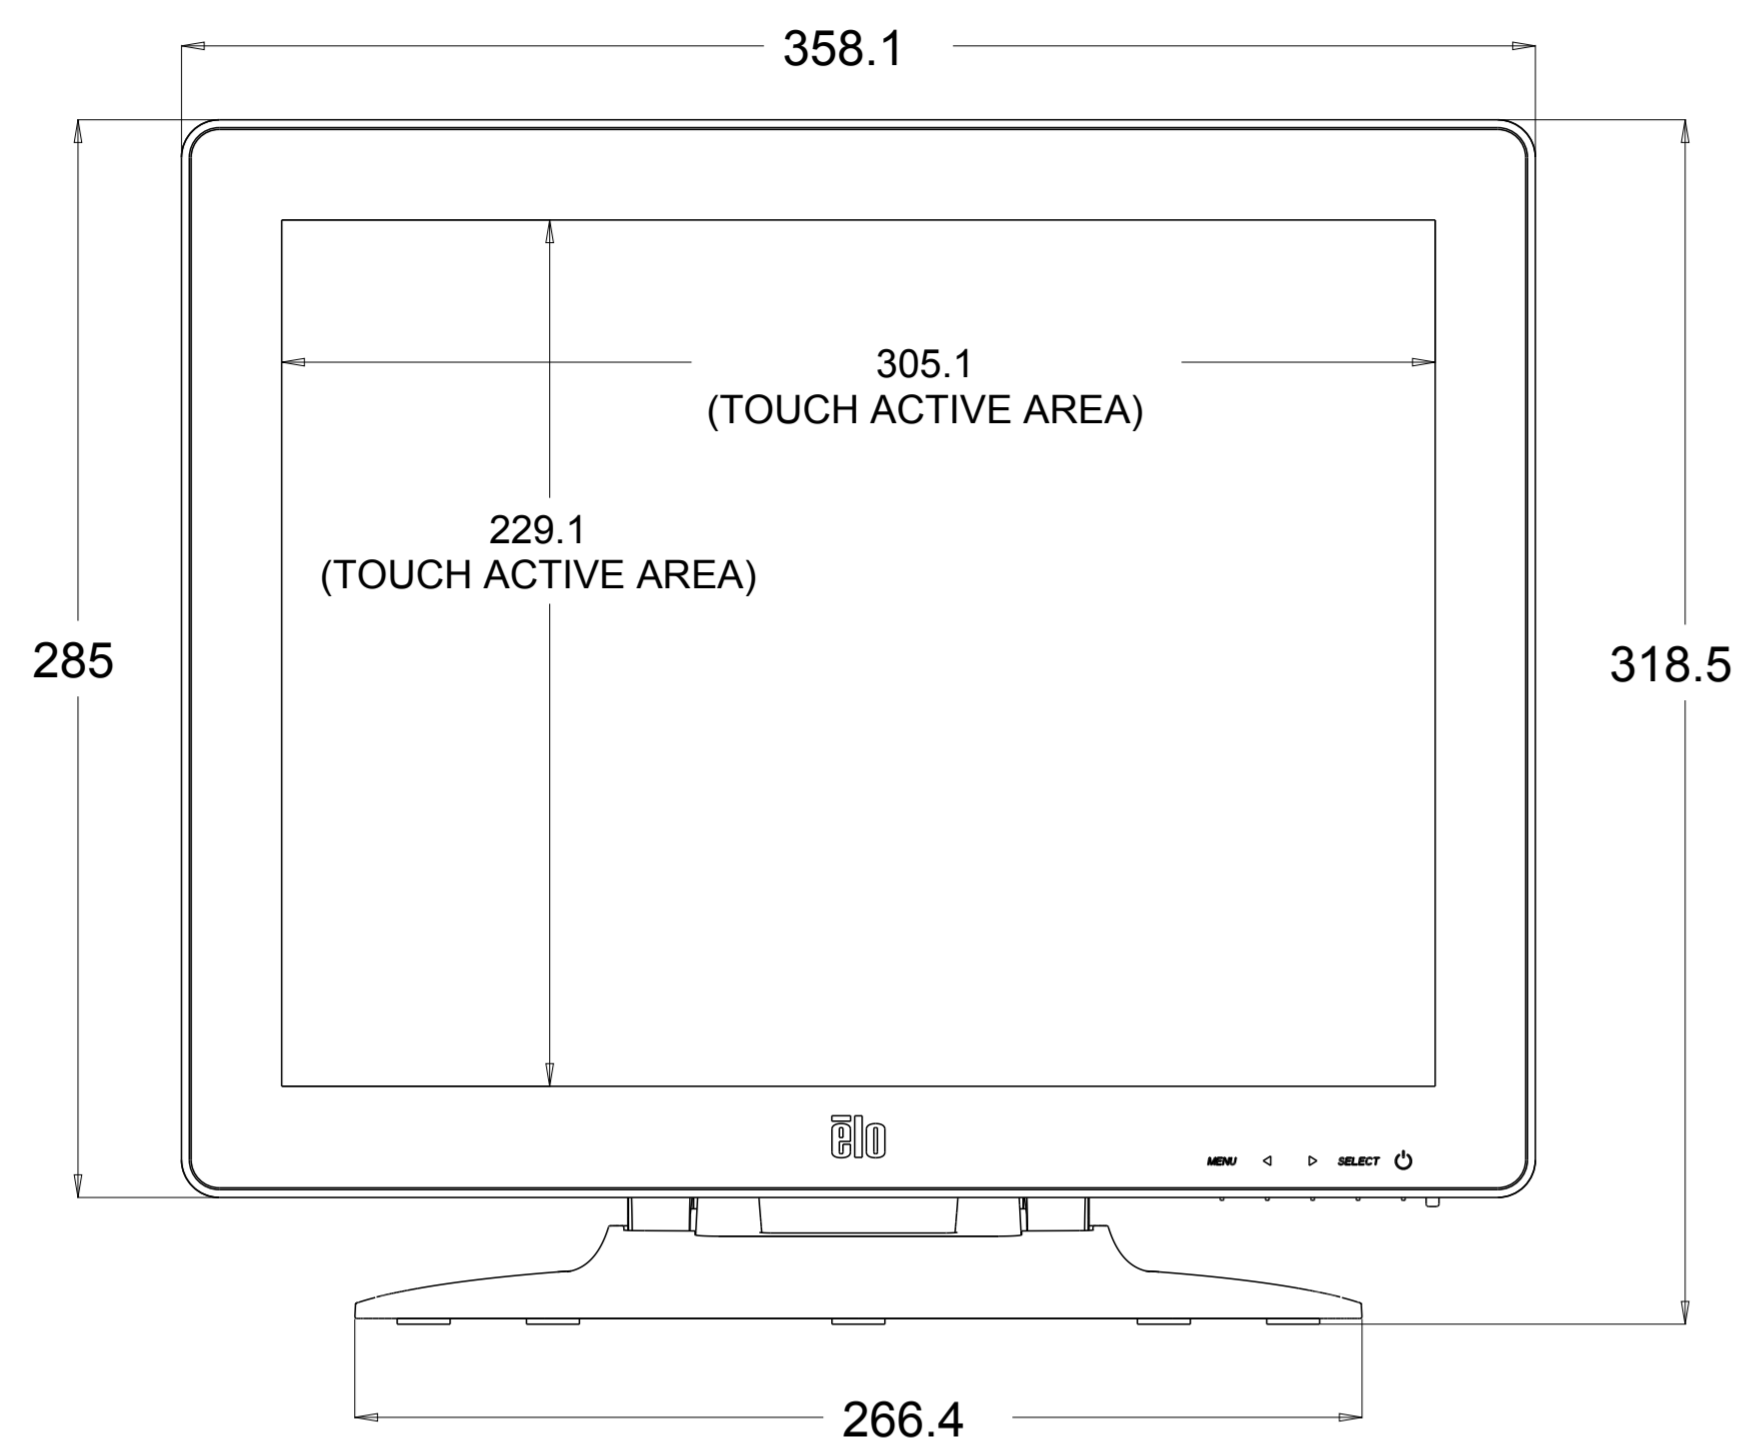 358.1
305.1
(TOUCH ACTIVE AREA)
229.1
(TOUCH ACTIVE AREA)
285
318.5
ēlo
MENU
SELECT
266.4